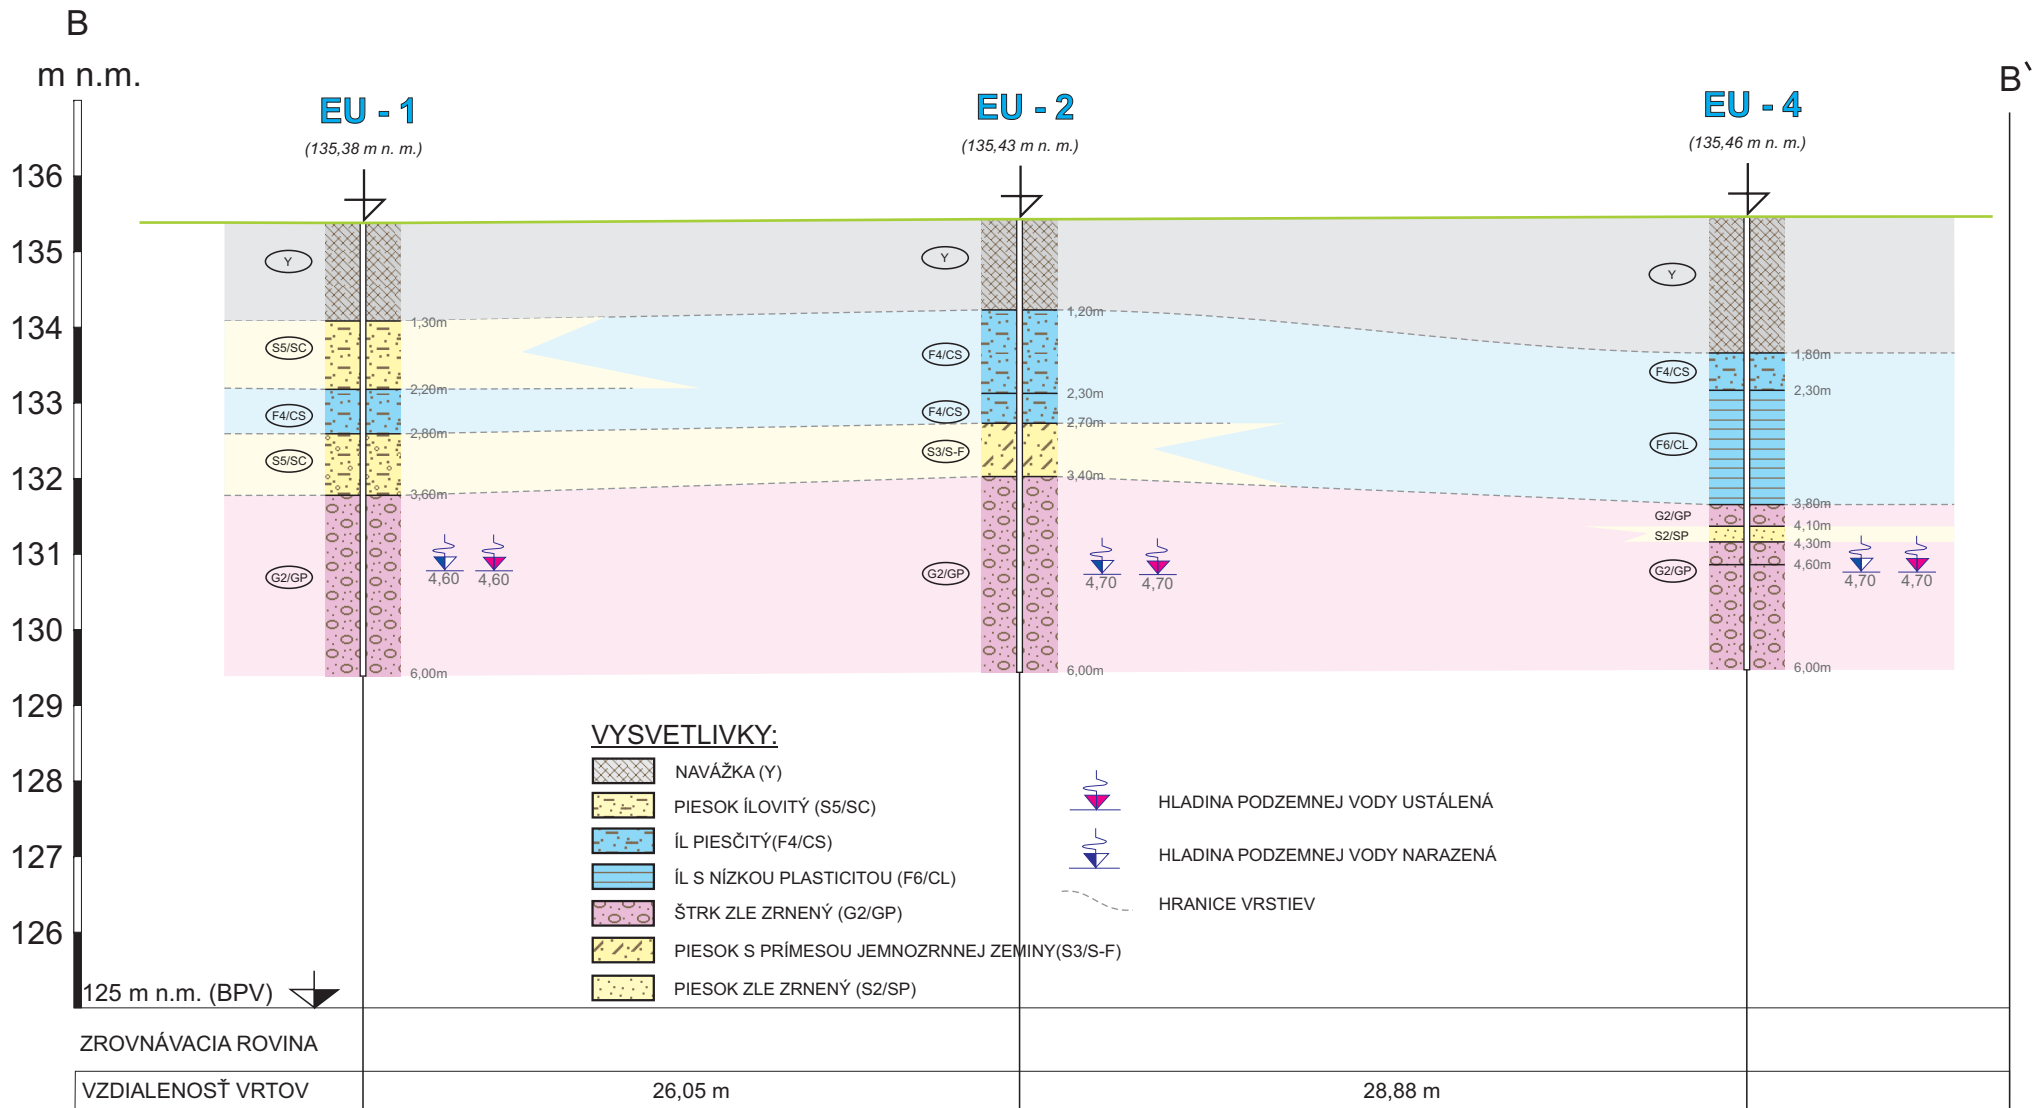 B
m n.m.
B`
EU - 1
EU - 2
EU - 4
(135,38 m n. m.)
(135,43 m n. m.)
(135,46 m n. m.)
136
135
134
133
132
131
130
129
128
127
126
Y
S5/SC
F4/CS
S5/SC
G2/GP
1,30m
2,20m
2,80m
3,60m
6,00m
4,60
4,60
Y
F4/CS
F4/CS
S3/S-F
G2/GP
1,20m
2,30m
2,70m
3,40m
6,00m
4,70
4,70
Y
F4/CS
F6/CL
G2/GP
S2/SP
G2/GP
1,80m
2,30m
3,80m
4,10m
4,30m
4,60m
6,00m
4,70
4,70
VYSVETLIVKY:
NAVÁŽKA (Y)
PIESOK ÍLOVITÝ (S5/SC)
ÍL PIESČITÝ(F4/CS)
ÍL S NÍZKOU PLASTICITOU (F6/CL)
ŠTRK ZLE ZRNENÝ (G2/GP)
PIESOK S PRÍMESOU JEMNOZRNNEJ ZEMINY(S3/S-F)
PIESOK ZLE ZRNENÝ (S2/SP)
HLADINA PODZEMNEJ VODY USTÁLENÁ
HLADINA PODZEMNEJ VODY NARAZENÁ
HRANICE VRSTIEV
125 m n.m. (BPV)
ZROVNÁVACIA ROVINA
VZDIALENOSŤ VRTOV
26,05 m
28,88 m